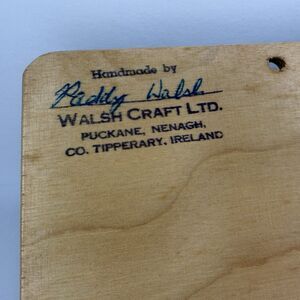 Handmade by
Paddy Walsh
WALSH CRAFT LTD.
PUCKANE, NENAGH,
CO. TIPPERARY, IRELAND